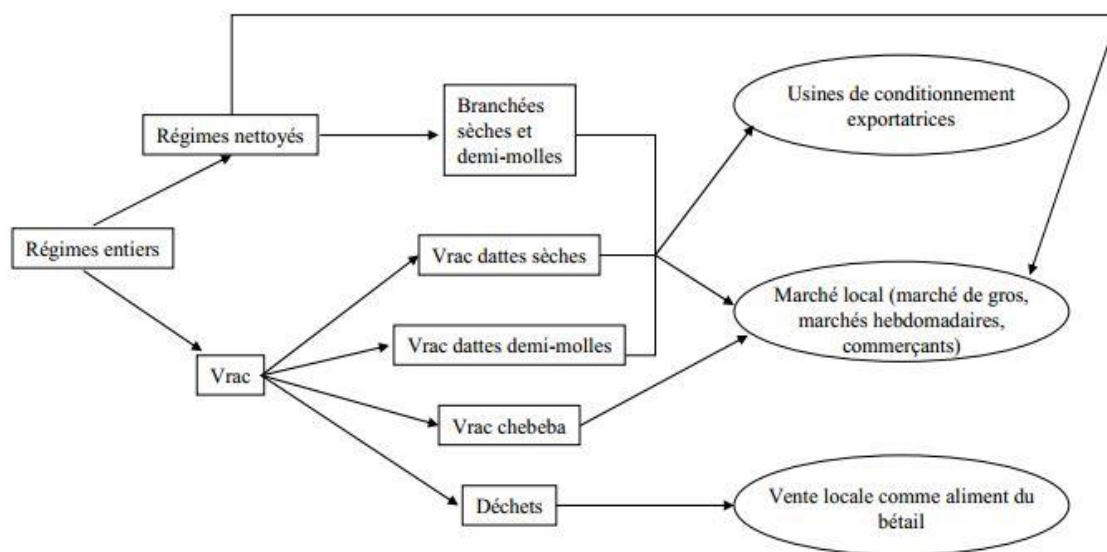 Régimes nettoyés
Branchées
sèches et
demi-molles
Usines de conditionnement
exportatrices
Régimes entiers
Vrac dattes sèches
Marché local (marché de gros,
marchés hebdomadaires,
commerçants)
Vrac dattes demi-molles
Vrac
Vrac chebeba
Déchets
Vente locale comme aliment du
bétail